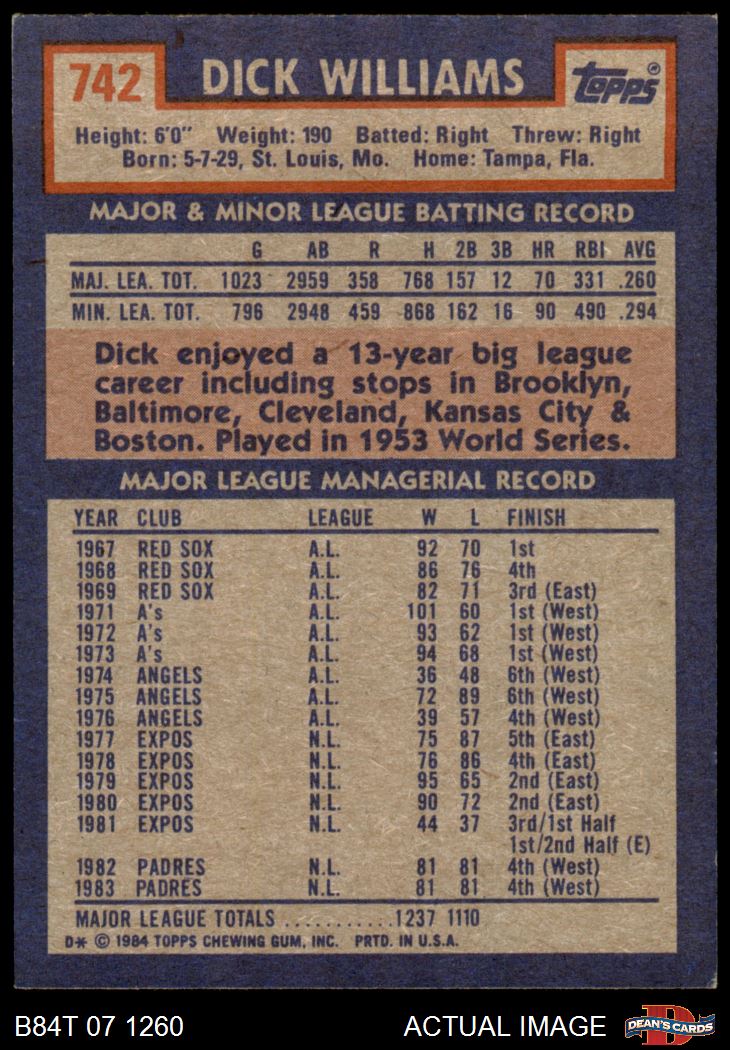 742 DICK WILLIAMS Topps®
Height: 6'0" Weight: 190 Batted: Right Threw: Right
Born: 5-7-29, St. Louis, Mo. Home: Tampa, Fla.
MAJOR & MINOR LEAGUE BATTING RECORD
G AB R H 2B 3B HR RBI AVG
MAJ. LEA. TOT. 1023 2959 358 768 157 12 70 331 .260
MIN. LEA. TOT. 796 2948 459 868 162 16 90 490 .294
Dick enjoyed a 13-year big league
career including stops in Brooklyn,
Baltimore, Cleveland, Kansas City &
Boston. Played in 1953 World Series.
MAJOR LEAGUE MANAGERIAL RECORD
YEAR CLUB LEAGUE W L FINISH
1967 RED SOX A.L. 92 70 1st
1968 RED SOX A.L. 86 76 4th
1969 RED SOX A.L. 82 71 3rd (East)
1971 A's A.L. 101 60 1st (West)
1972 A's A.L. 93 62 1st (West)
1973 A's A.L. 94 68 1st (West)
1974 ANGELS A.L. 36 48 6th (West)
1975 ANGELS A.L. 72 89 6th (West)
1976 ANGELS A.L. 39 57 4th (West)
1977 EXPOS N.L. 75 87 5th (East)
1978 EXPOS N.L. 76 86 4th (East)
1979 EXPOS N.L. 95 65 2nd (East)
1980 EXPOS N.L. 90 72 2nd (East)
1981 EXPOS N.L. 44 37 3rd/1st Half
1st/2nd Half (E)
1982 PADRES N.L. 81 81 4th (West)
1983 PADRES N.L. 81 81 4th (West)
MAJOR LEAGUE TOTALS ...........1237 1110
D* © 1984 TOPPS CHEWING GUM, INC. PRTD. IN U.S.A.
B84T 07 1260 ACTUAL IMAGE D DEAN'S CARDS